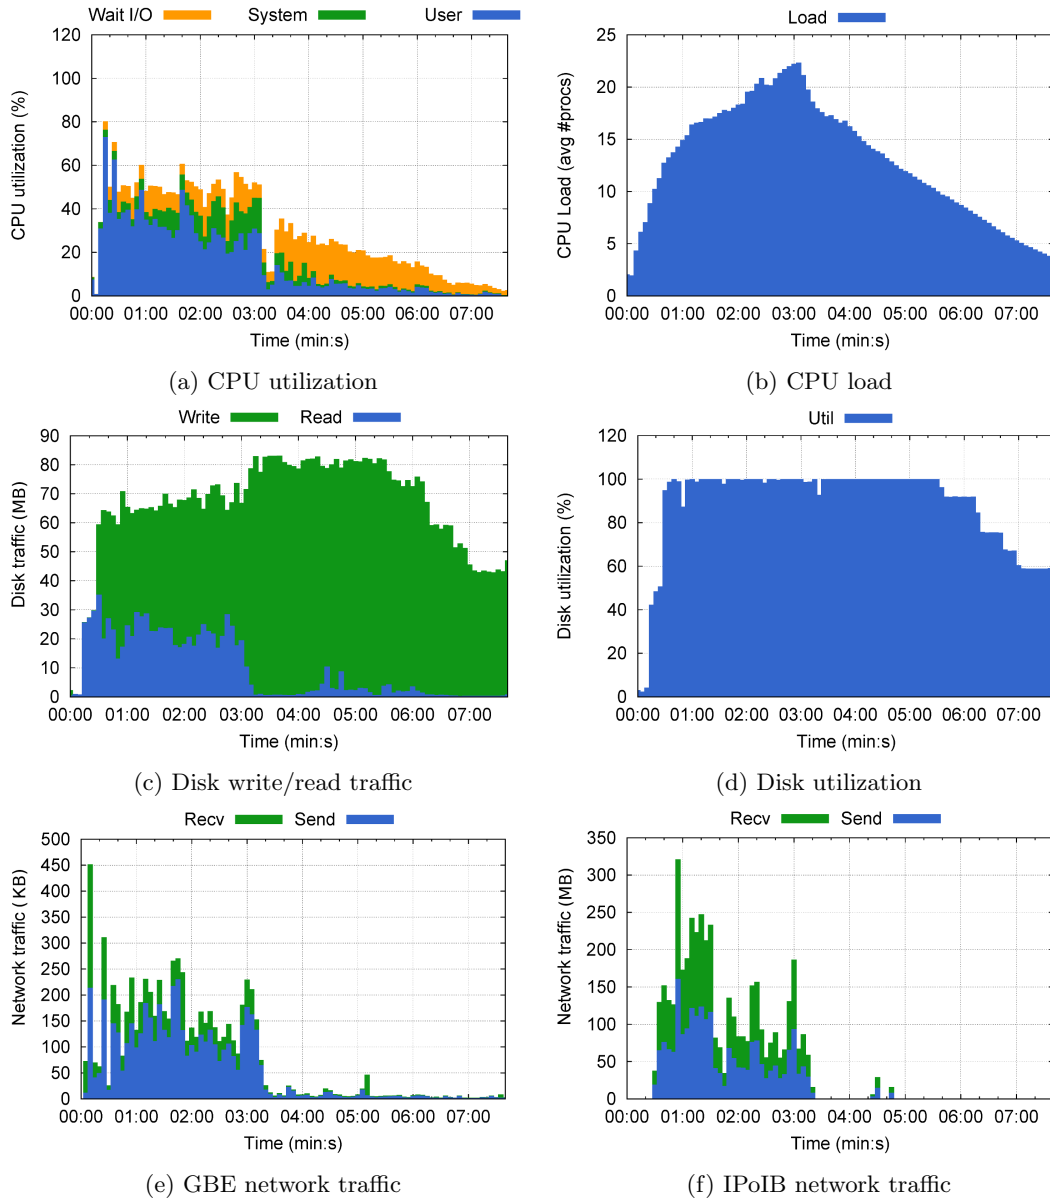 Wait I/O System User
120
100
80
60
40
20
0
CPU utilization (%)
00:00 01:00 02:00 03:00 04:00 05:00 06:00 07:00
Time (min:s)
(a) CPU utilization
Load
25
20
15
10
5
0
CPU Load (avg #procs)
00:00 01:00 02:00 03:00 04:00 05:00 06:00 07:00
Time (min:s)
(b) CPU load
Write Read
90
80
70
60
50
40
30
20
10
0
Disk traffic (MB)
00:00 01:00 02:00 03:00 04:00 05:00 06:00 07:00
Time (min:s)
(c) Disk write/read traffic
Util
120
100
80
60
40
20
0
Disk utilization (%)
00:00 01:00 02:00 03:00 04:00 05:00 06:00 07:00
Time (min:s)
(d) Disk utilization
Recv Send
500
450
400
350
300
250
200
150
100
50
0
Network traffic ( KB)
00:00 01:00 02:00 03:00 04:00 05:00 06:00 07:00
Time (min:s)
(e) GBE network traffic
Recv Send
350
300
250
200
150
100
50
0
Network traffic (MB)
00:00 01:00 02:00 03:00 04:00 05:00 06:00 07:00
Time (min:s)
(f) IPoIB network traffic